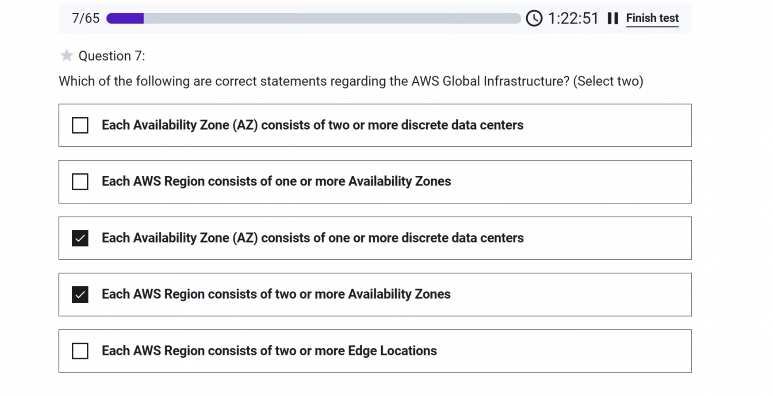 7/65 1:22:51 Finish test
Question 7:
Which of the following are correct statements regarding the AWS Global Infrastructure? (Select two)
Each Availability Zone (AZ) consists of two or more discrete data centers
Each AWS Region consists of one or more Availability Zones
Each Availability Zone (AZ) consists of one or more discrete data centers
Each AWS Region consists of two or more Availability Zones
Each AWS Region consists of two or more Edge Locations